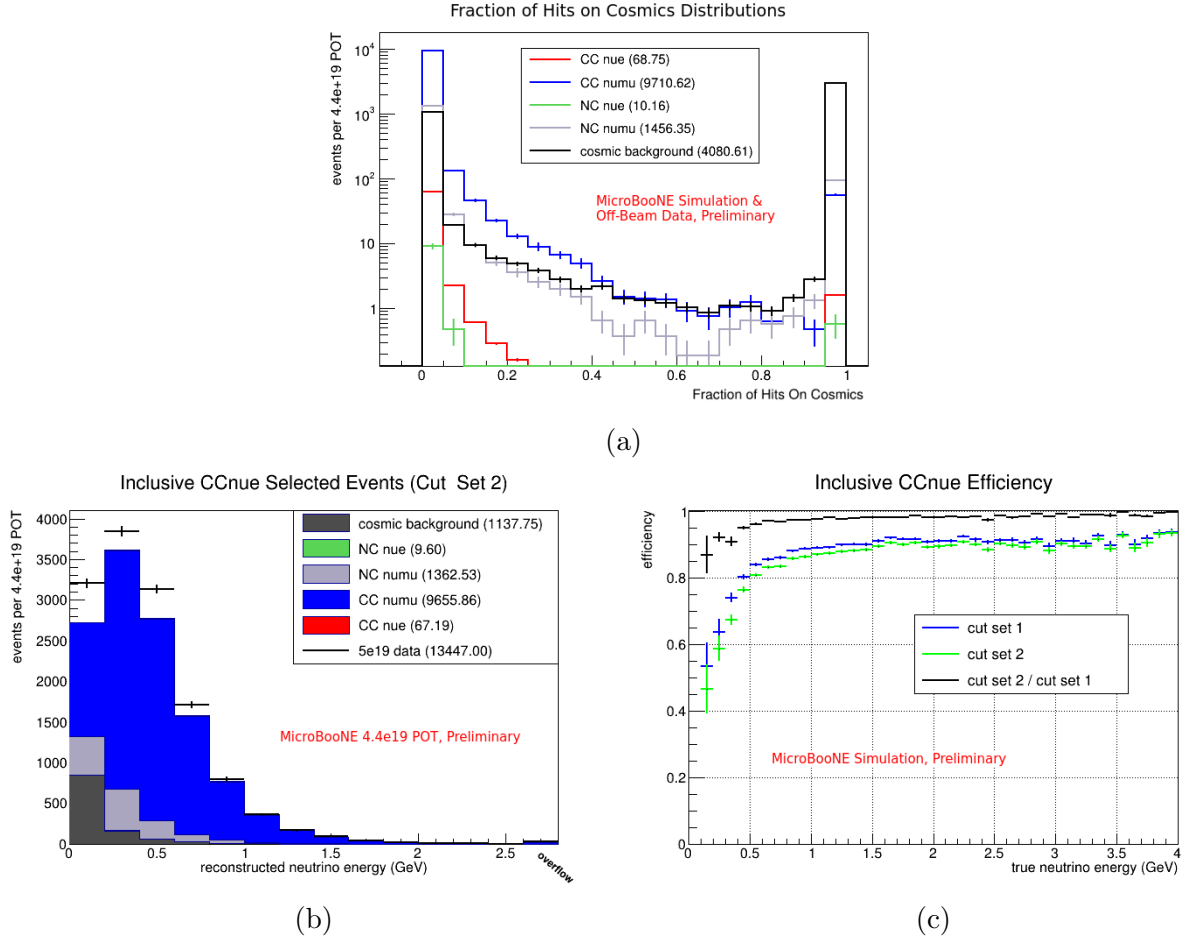 Fraction of Hits on Cosmics Distributions
events per 4.4e+19 POT
10^4
10^3
10^2
10
1
CC nue (68.75)
CC numu (9710.62)
NC nue (10.16)
NC numu (1456.35)
cosmic background (4080.61)
MicroBooNE Simulation &
Off-Beam Data, Preliminary
0 0.2 0.4 0.6 0.8 1
Fraction of Hits On Cosmics
(a)
Inclusive CCnue Selected Events (Cut Set 2)
events per 4.4e+19 POT
4000
3500
3000
2500
2000
1500
1000
500
0
cosmic background (1137.75)
NC nue (9.60)
NC numu (1362.53)
CC numu (9655.86)
CC nue (67.19)
5e19 data (13447.00)
MicroBooNE 4.4e19 POT, Preliminary
0 0.5 1 1.5 2 2.5
overflow
reconstructed neutrino energy (GeV)
(b)
Inclusive CCnue Efficiency
efficiency
1
0.8
0.6
0.4
0.2
0
cut set 1
cut set 2
cut set 2 / cut set 1
MicroBooNE Simulation, Preliminary
0 0.5 1 1.5 2 2.5 3 3.5 4
true neutrino energy (GeV)
(c)